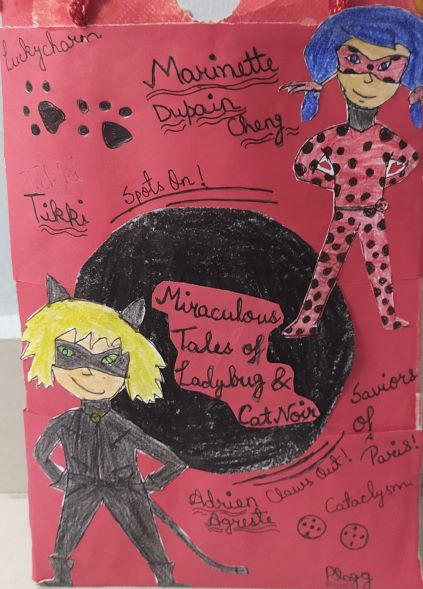 Luckycharm
Marinette
Dupain
Cheng
Tikki
Tikki
Spots On!
Miraculous
Tales of
Ladybug &
Cat Noir
Saviors
Of
Paris!
Claws Out!
Adrien
Agreste
Cataclysm
Plagg